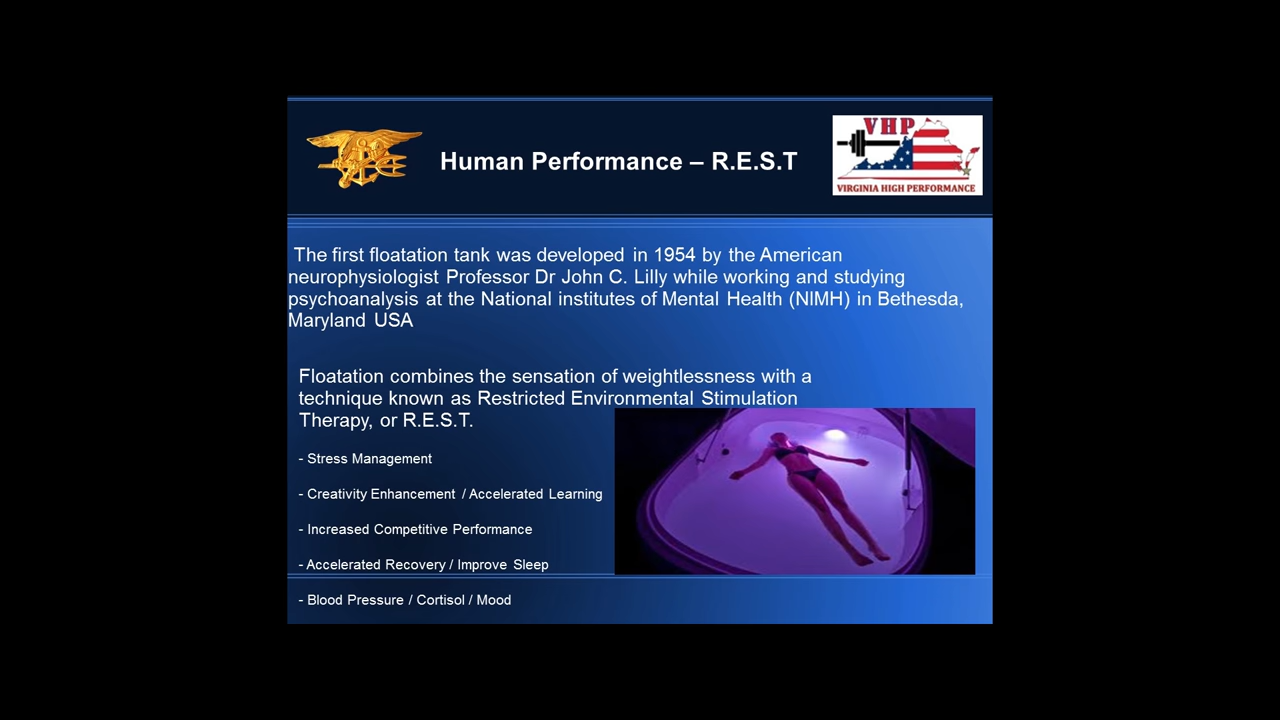 VHP
VIRGINIA HIGH PERFORMANCE
Human Performance – R.E.S.T
The first floatation tank was developed in 1954 by the American
neurophysiologist Professor Dr John C. Lilly while working and studying
psychoanalysis at the National institutes of Mental Health (NIMH) in Bethesda,
Maryland USA
Floatation combines the sensation of weightlessness with a
technique known as Restricted Environmental Stimulation
Therapy, or R.E.S.T.
- Stress Management
- Creativity Enhancement / Accelerated Learning
- Increased Competitive Performance
- Accelerated Recovery / Improve Sleep
- Blood Pressure / Cortisol / Mood